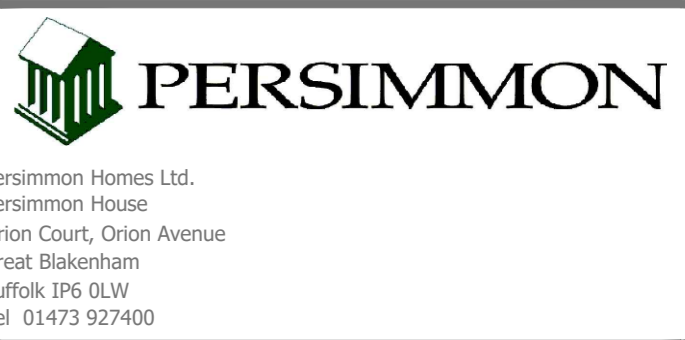 PERSIMMON
ersimmon Homes Ltd.
ersimmon House
rion Court, Orion Avenue
reat Blakenham
uffolk IP6 0LW
el 01473 927400